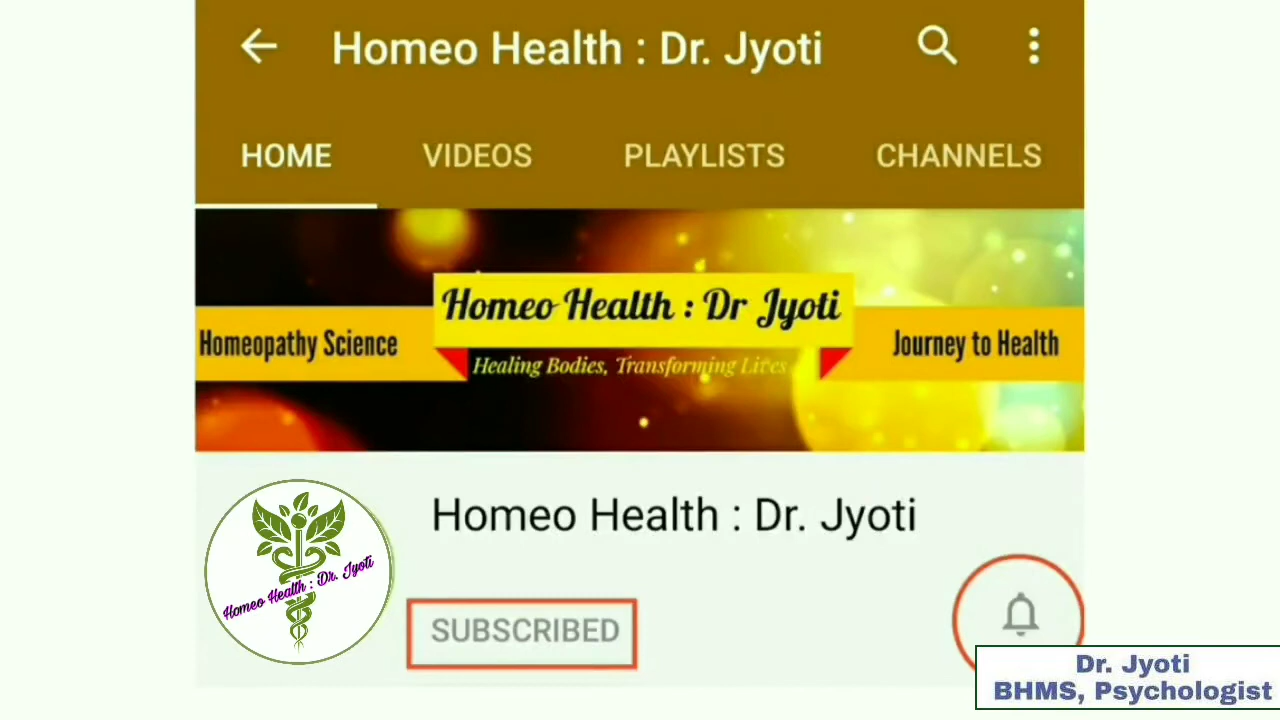 Homeo Health : Dr. Jyoti
HOME VIDEOS PLAYLISTS CHANNELS
Homeo Health : Dr Jyoti
Homeopathy Science
Journey to Health
Healing Bodies, Transforming Lives
Homeo Health : Dr. Jyoti
Homeo Health : Dr. Jyoti
SUBSCRIBED
Dr. Jyoti
BHMS, Psychologist